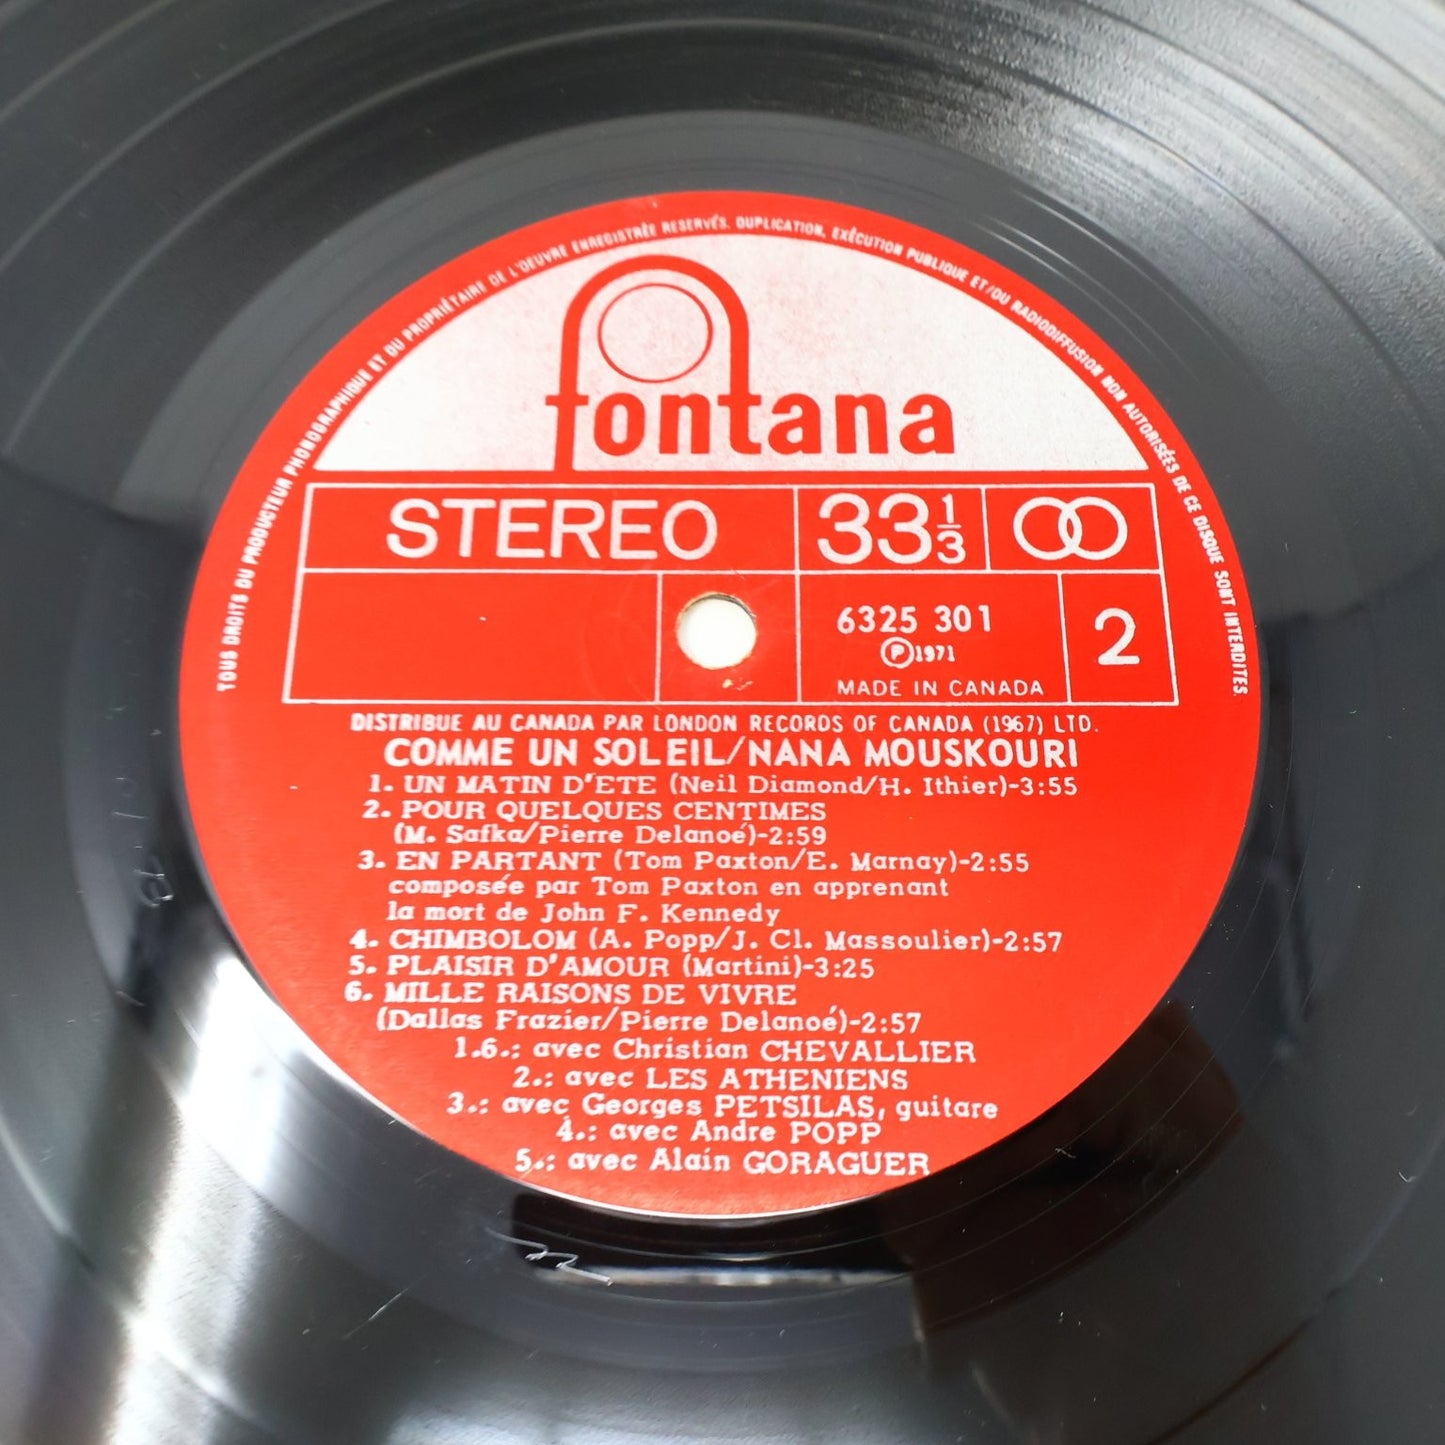 TOUS DROITS DU PRODUCTEUR PHONOGRAPHIQUE ET DU PROPRIÉTAIRE DE L'OEUVRE ENREGISTRÉE RESERVÉS. DUPLICATION, EXÉCUTION PUBLIQUE ET/OU RADIODIFFUSION NON AUTORISÉES DE CE DISQUE SONT INTERDITES.
fontana
STEREO 33 1/3
6325 301
Ⓟ1971
MADE IN CANADA
2
DISTRIBUE AU CANADA PAR LONDON RECORDS OF CANADA (1967) LTD.
COMME UN SOLEIL/NANA MOUSKOURI
1. UN MATIN D'ETE (Neil Diamond/H. Ithier)-3:55
2. POUR QUELQUES CENTIMES
(M. Safka/Pierre Delanoé)-2:59
3. EN PARTANT (Tom Paxton/E. Marnay)-2:55
composée par Tom Paxton en apprenant
la mort de John F. Kennedy
4. CHIMBOLOM (A. Popp/J. Cl. Massoulier)-2:57
5. PLAISIR D'AMOUR (Martini)-3:25
6. MILLE RAISONS DE VIVRE
(Dallas Frazier/Pierre Delanoé)-2:57
1.6.: avec Christian CHEVALLIER
2.: avec LES ATHENIENS
3.: avec Georges PETSILAS, guitare
4.: avec Andre POPP
5.: avec Alain GORAGUER